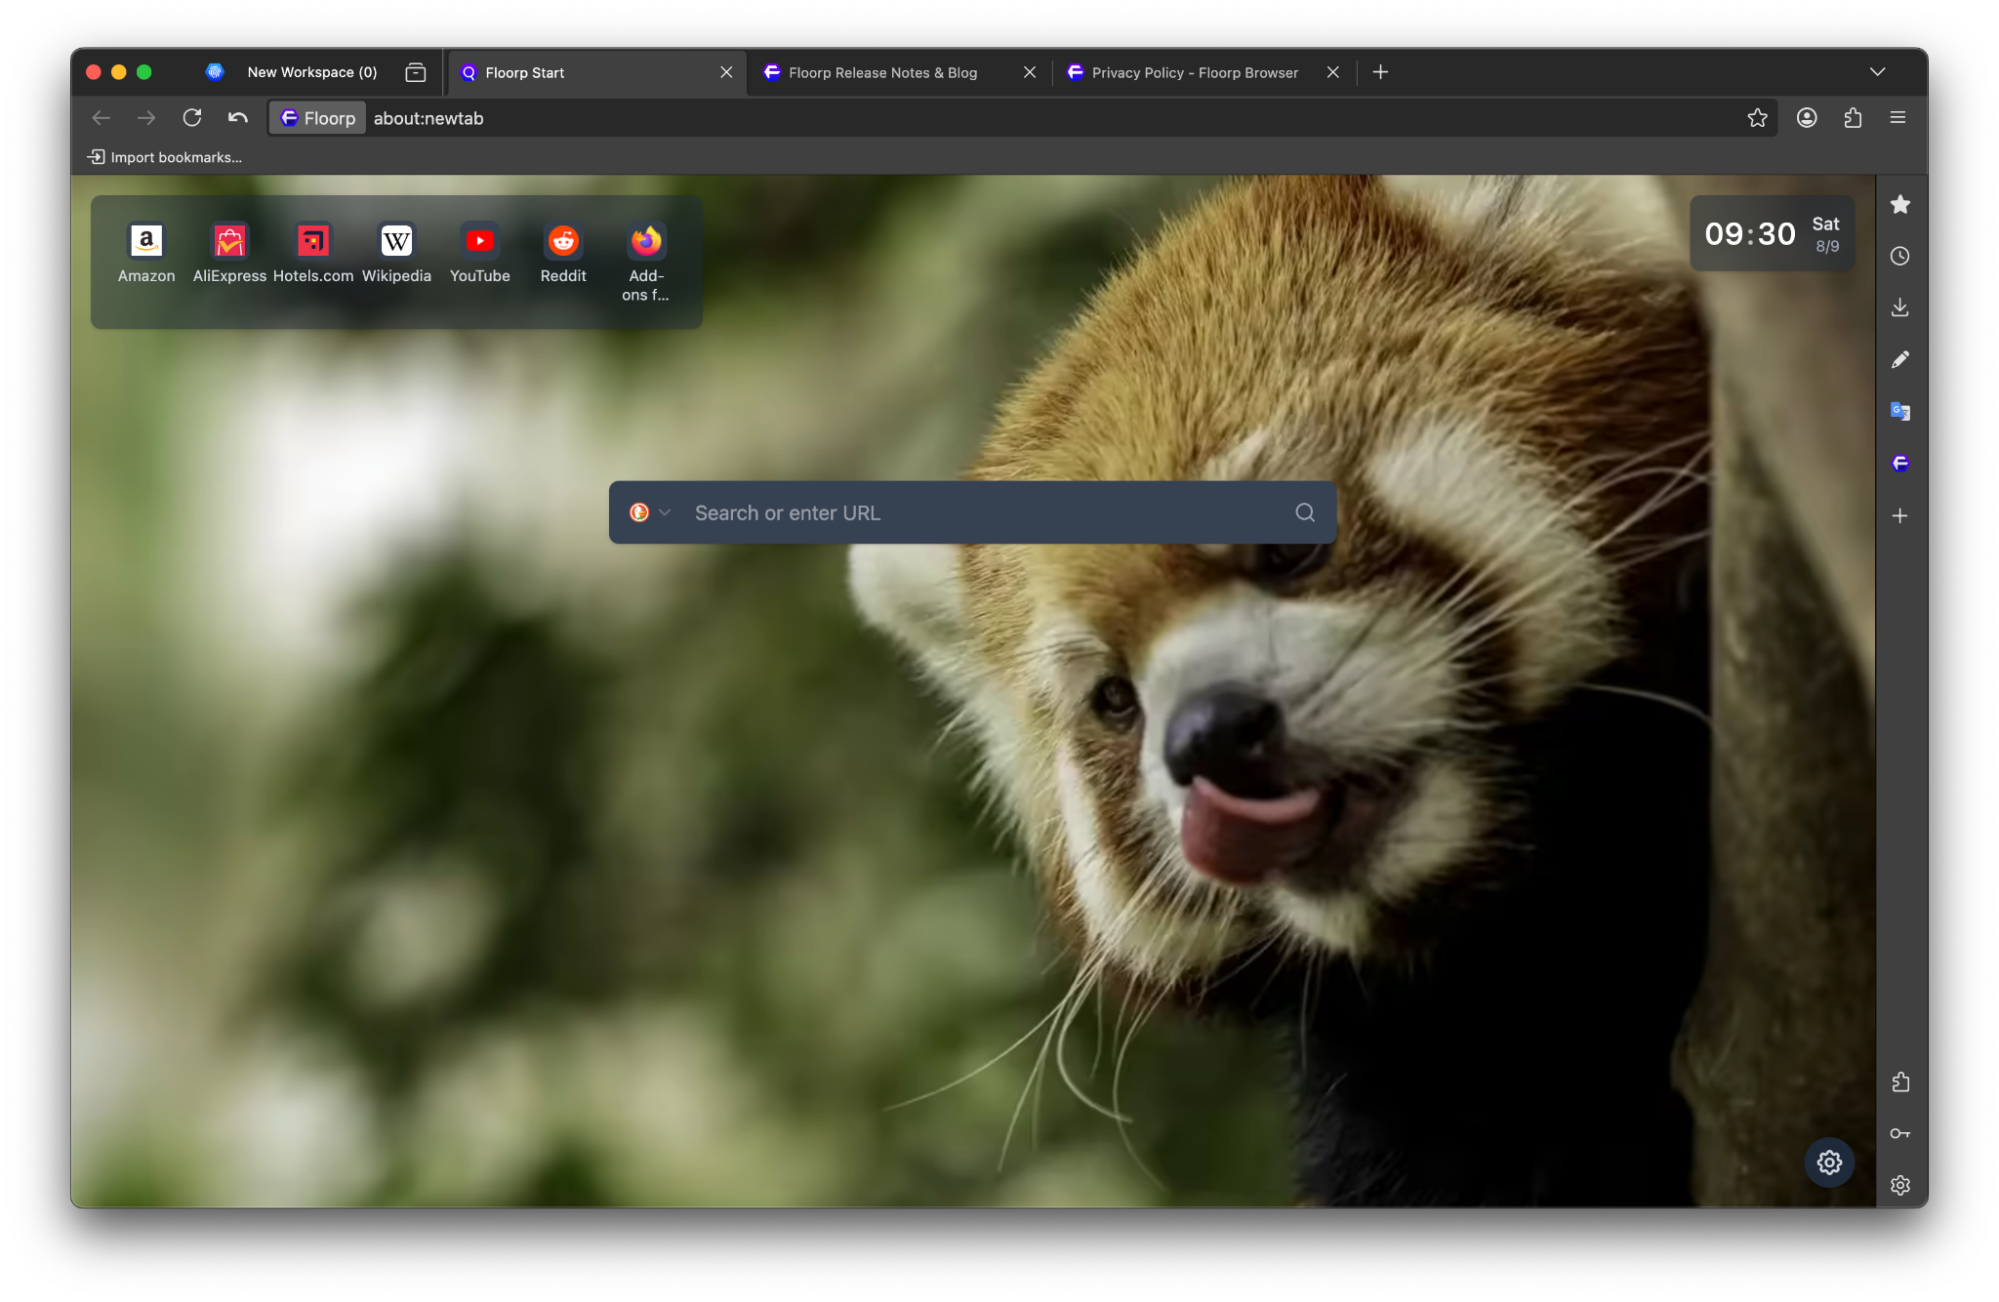 New Workspace (0)
Floorp Start
Floorp Release Notes & Blog
Privacy Policy - Floorp Browser
Floorp
about:newtab
Import bookmarks...
a
Amazon
AliExpress
Hotels.com
W
Wikipedia
YouTube
Reddit
Add-
ons f...
09:30
Sat
8/9
Search or enter URL